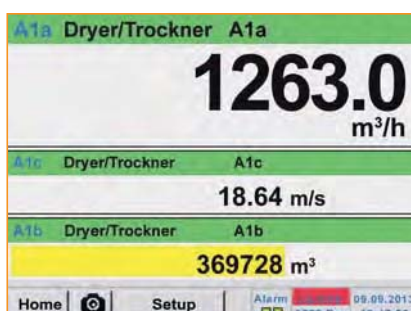 A1a Dryer/Trockner A1a
1263.0
m³/h
A1c Dryer/Trockner A1c
18.64 m/s
A1b Dryer/Trockner A1b
369728 m³
Home Setup Alarm 09.09.2013